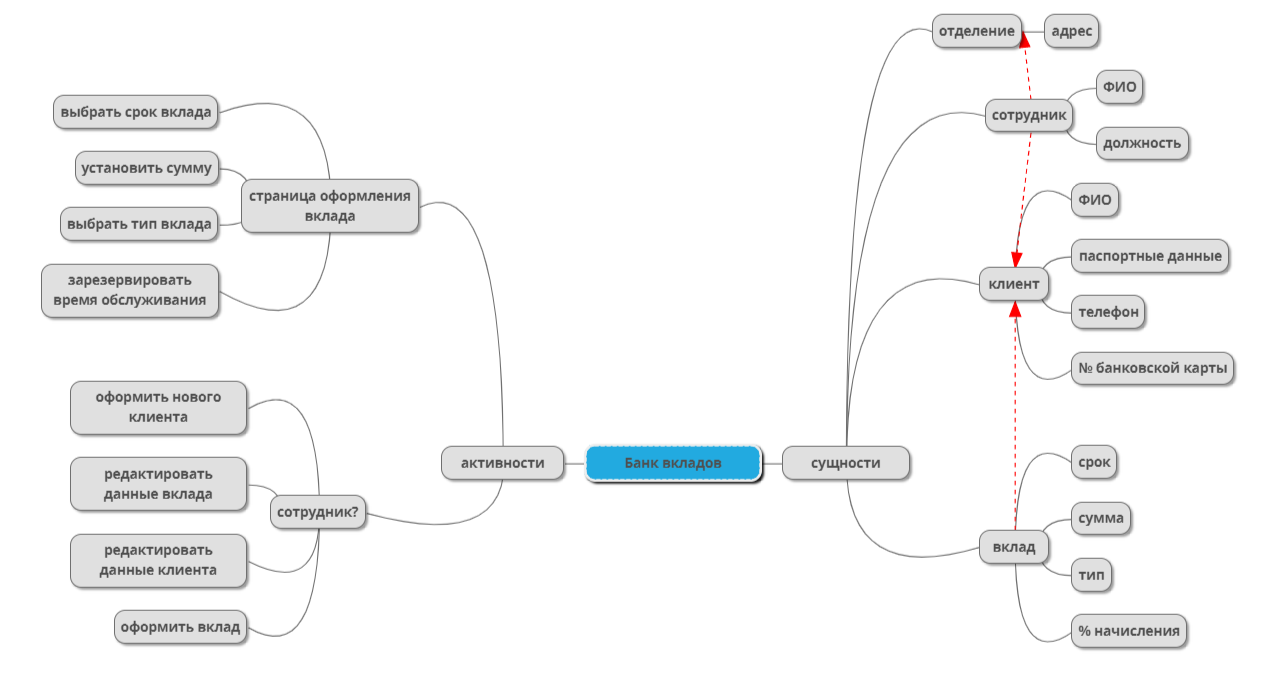 отделение
адрес
ФИО
сотрудник
должность
ФИО
паспортные данные
клиент
телефон
№ банковской карты
выбрать срок вклада
установить сумму
страница оформления
вклада
выбрать тип вклада
зарезервировать
время обслуживания
оформить нового
клиента
редактировать
данные вклада
сотрудник?
редактировать
данные клиента
оформить вклад
активности
Банк вкладов
сущности
срок
сумма
вклад
тип
% начисления